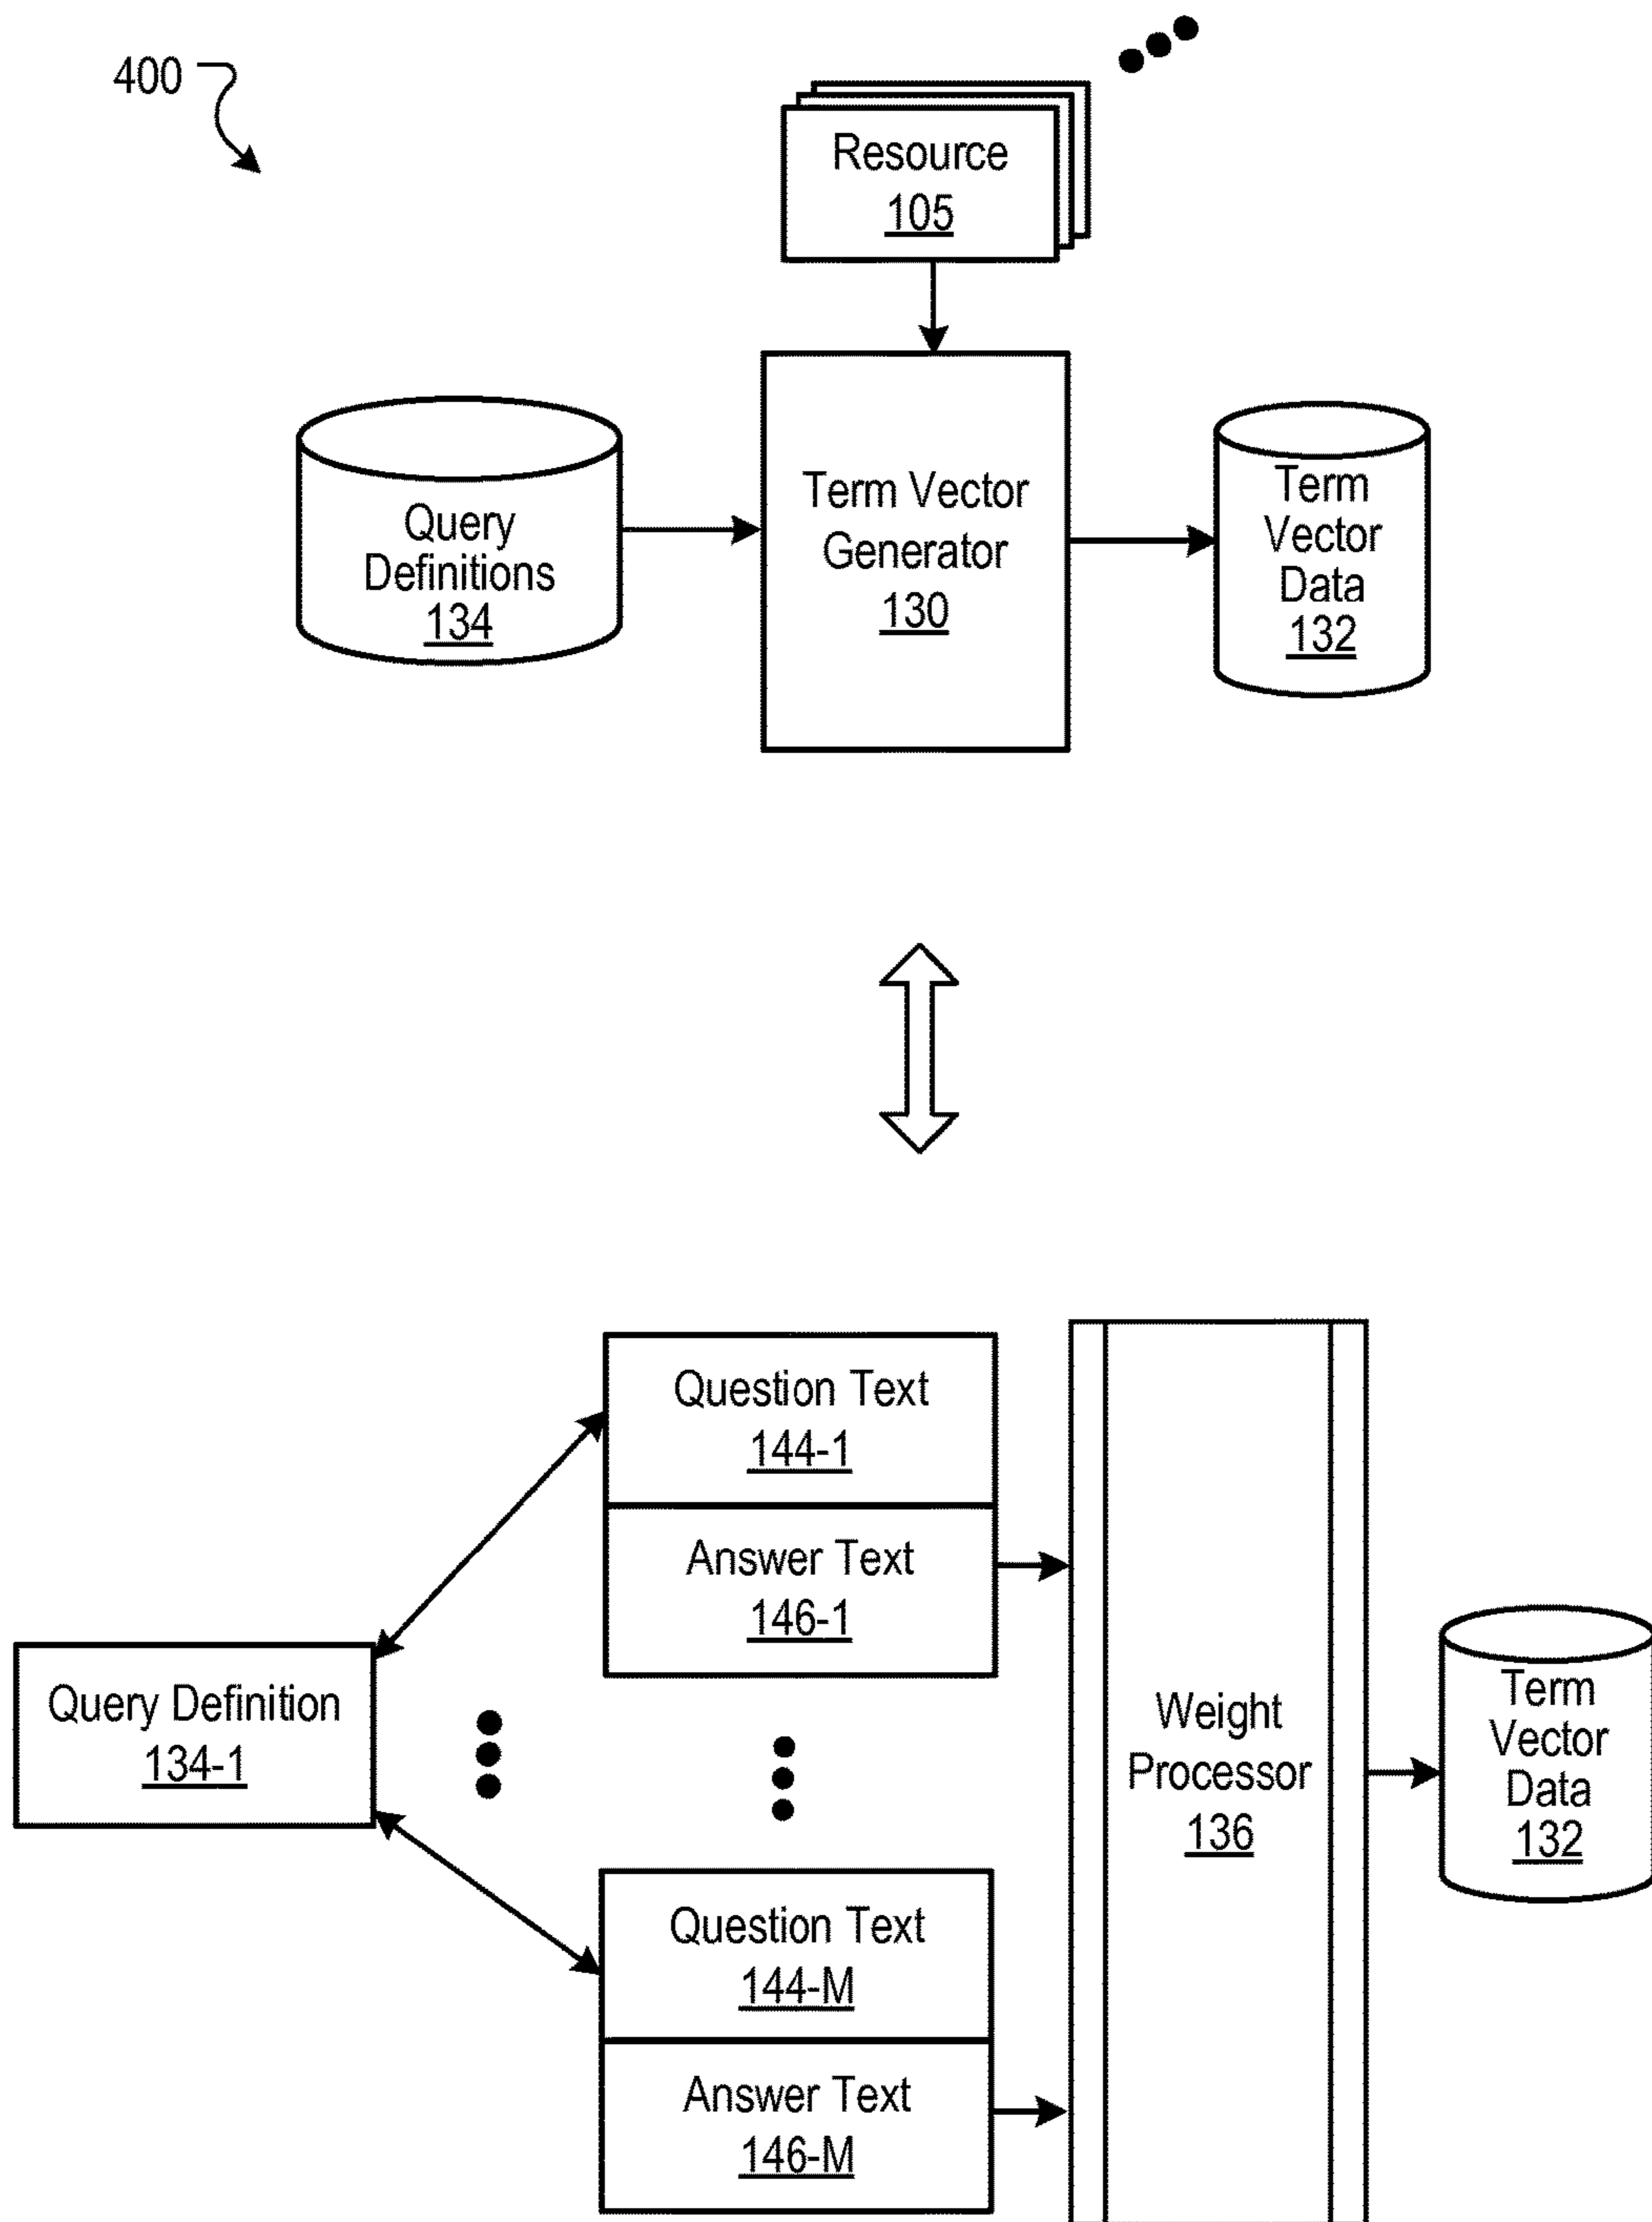 400
Resource
105
Query
Definitions
134
Term Vector
Generator
130
Term
Vector
Data
132
Question Text
144-1
Answer Text
146-1
Query Definition
134-1
Weight
Processor
136
Term
Vector
Data
132
Question Text
144-M
Answer Text
146-M